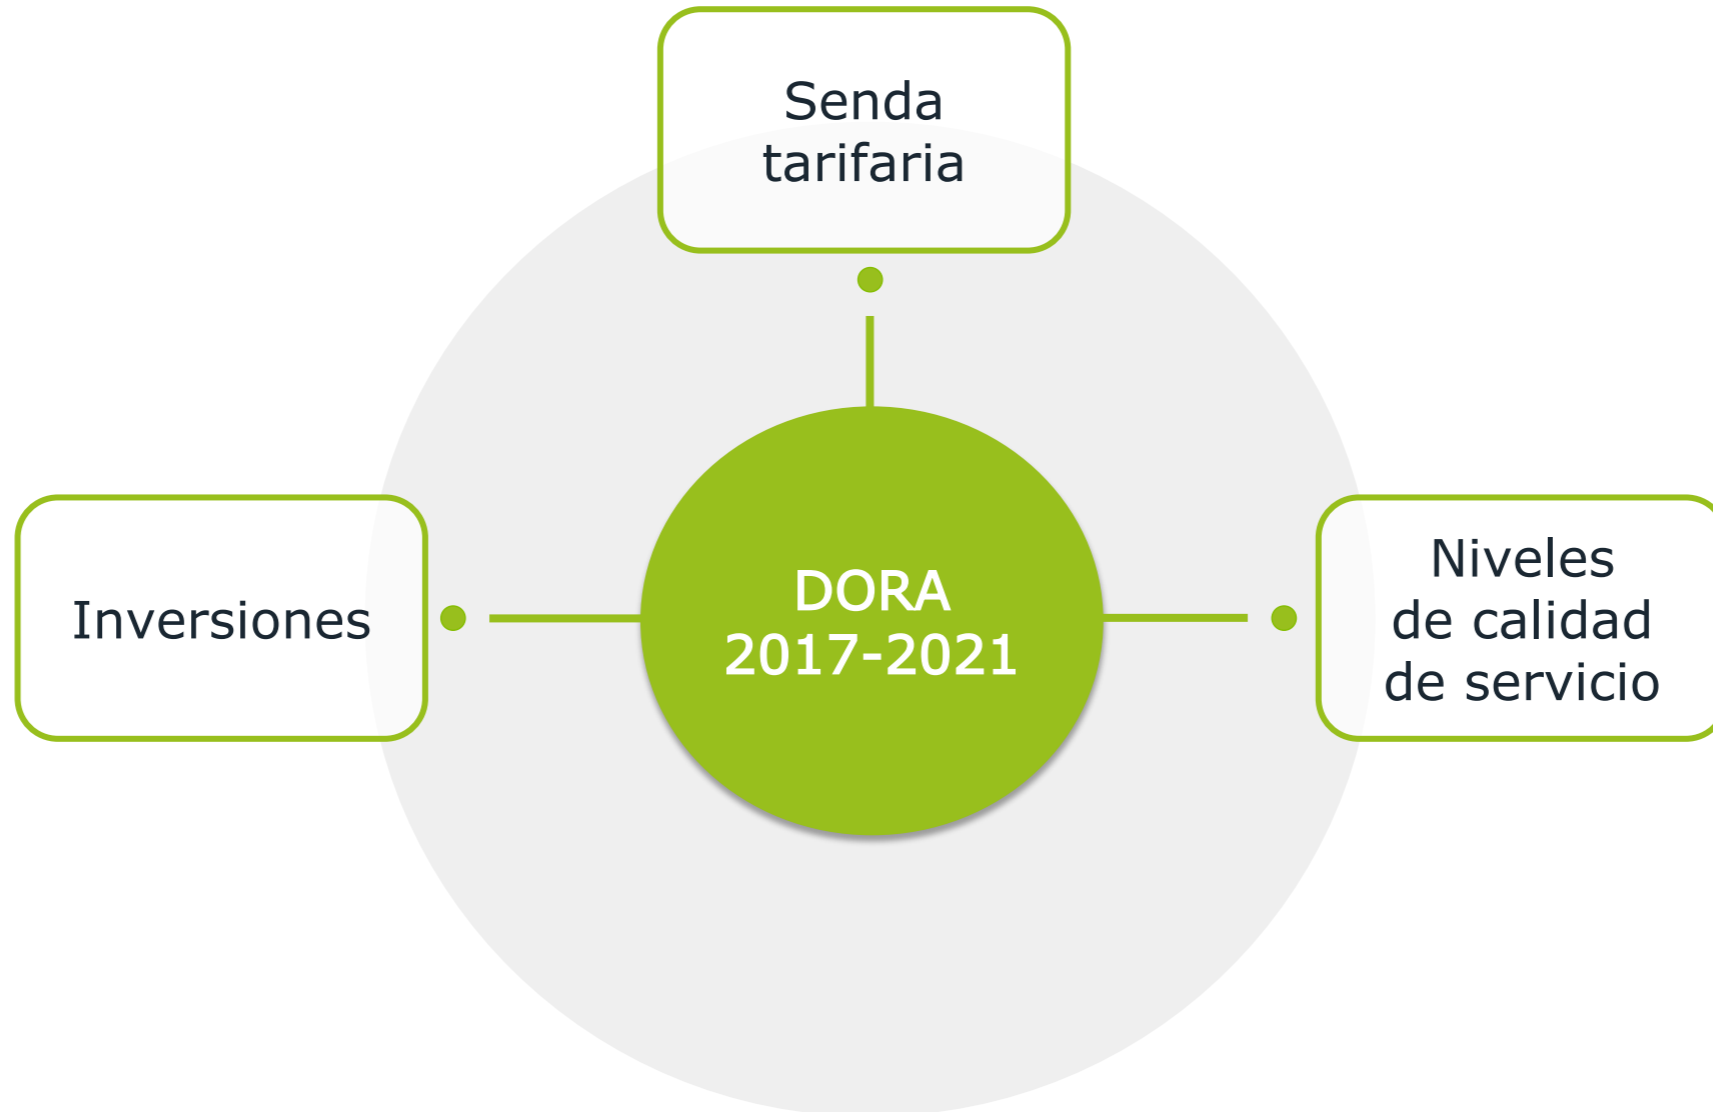 Senda
tarifaria
Inversiones
DORA
2017-2021
Niveles
de calidad
de servicio